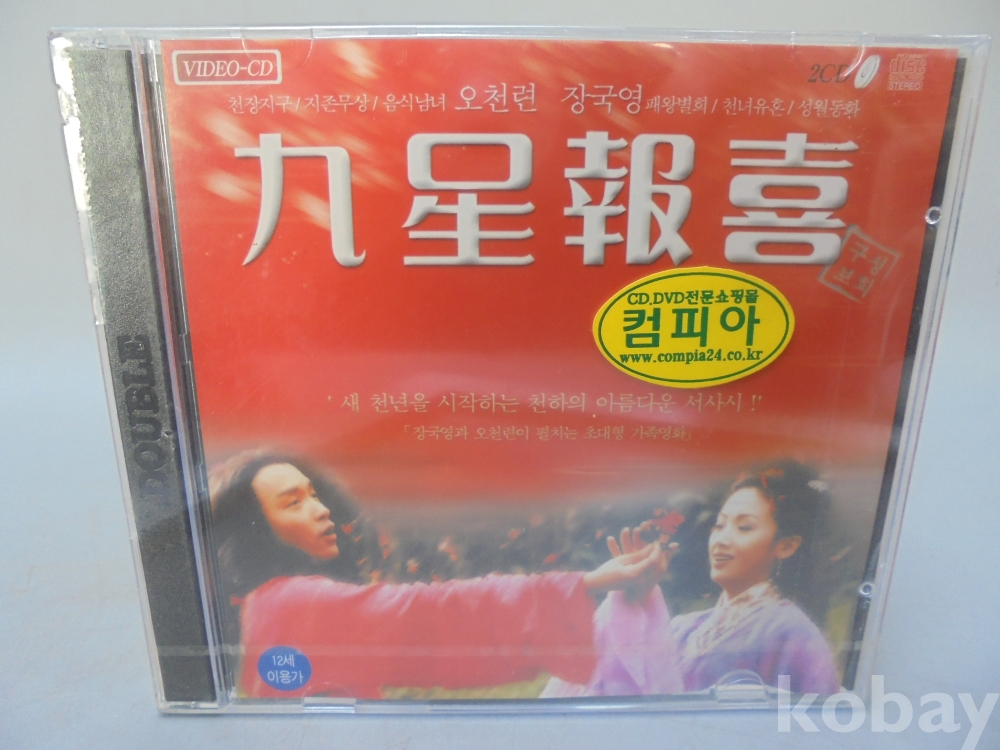 VIDEO-CD
2CD
disc
STEREO
천장지구/지존무상/음식남녀 오천련 장국영 패왕별희/천녀유혼/성월동화
九星報喜
구성
보희
CD.DVD전문쇼핑몰
컴피아
www.compia24.co.kr
새 천년을 시작하는 천하의 아름다운 서사시!!
「장국영과 오천련이 펼치는 초대형 가족영화」
DOUBLE
12세
이용가
kobay